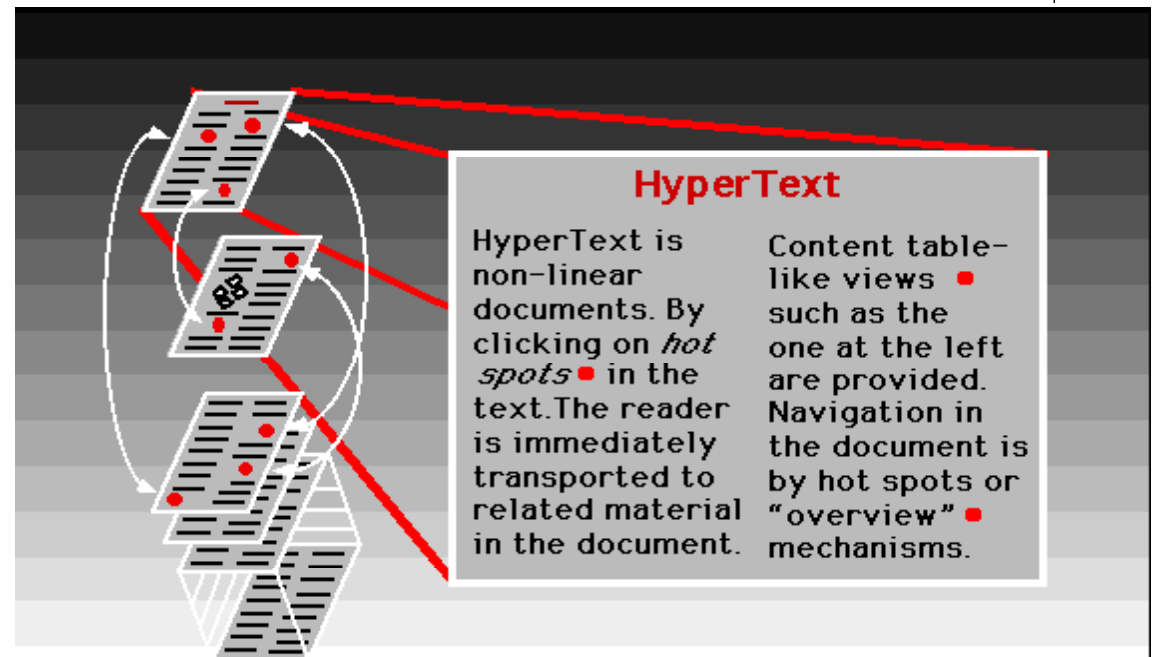 HyperText
HyperText is
non-linear
documents. By
clicking on hot
spots in the
text.The reader
is immediately
transported to
related material
in the document.
Content table-
like views
such as the
one at the left
are provided.
Navigation in
the document is
by hot spots or
“overview”
mechanisms.